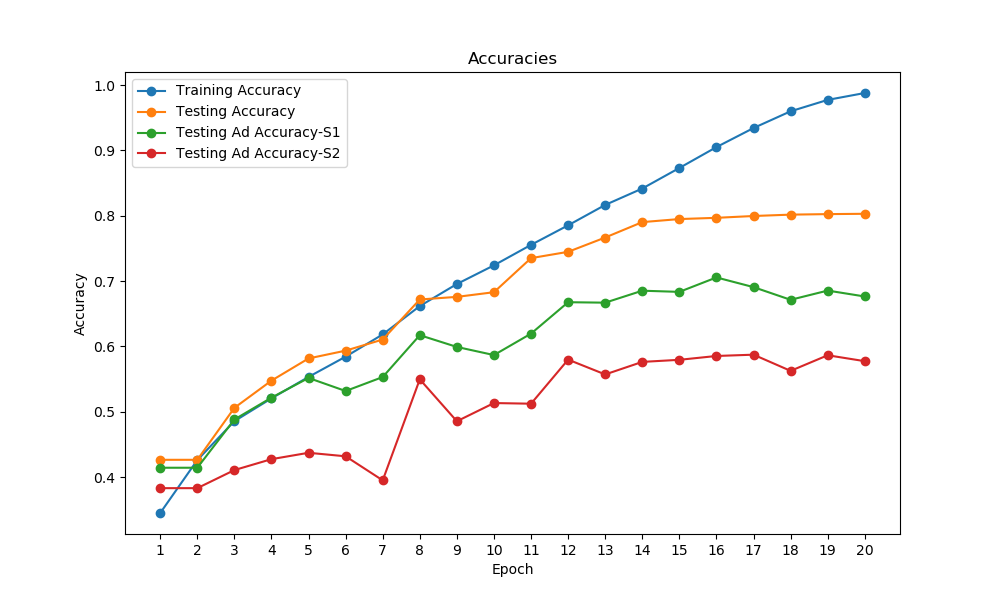 Accuracies
Training Accuracy
Testing Accuracy
Testing Ad Accuracy-S1
Testing Ad Accuracy-S2
Accuracy
1.0
0.9
0.8
0.7
0.6
0.5
0.4
1 2 3 4 5 6 7 8 9 10 11 12 13 14 15 16 17 18 19 20
Epoch